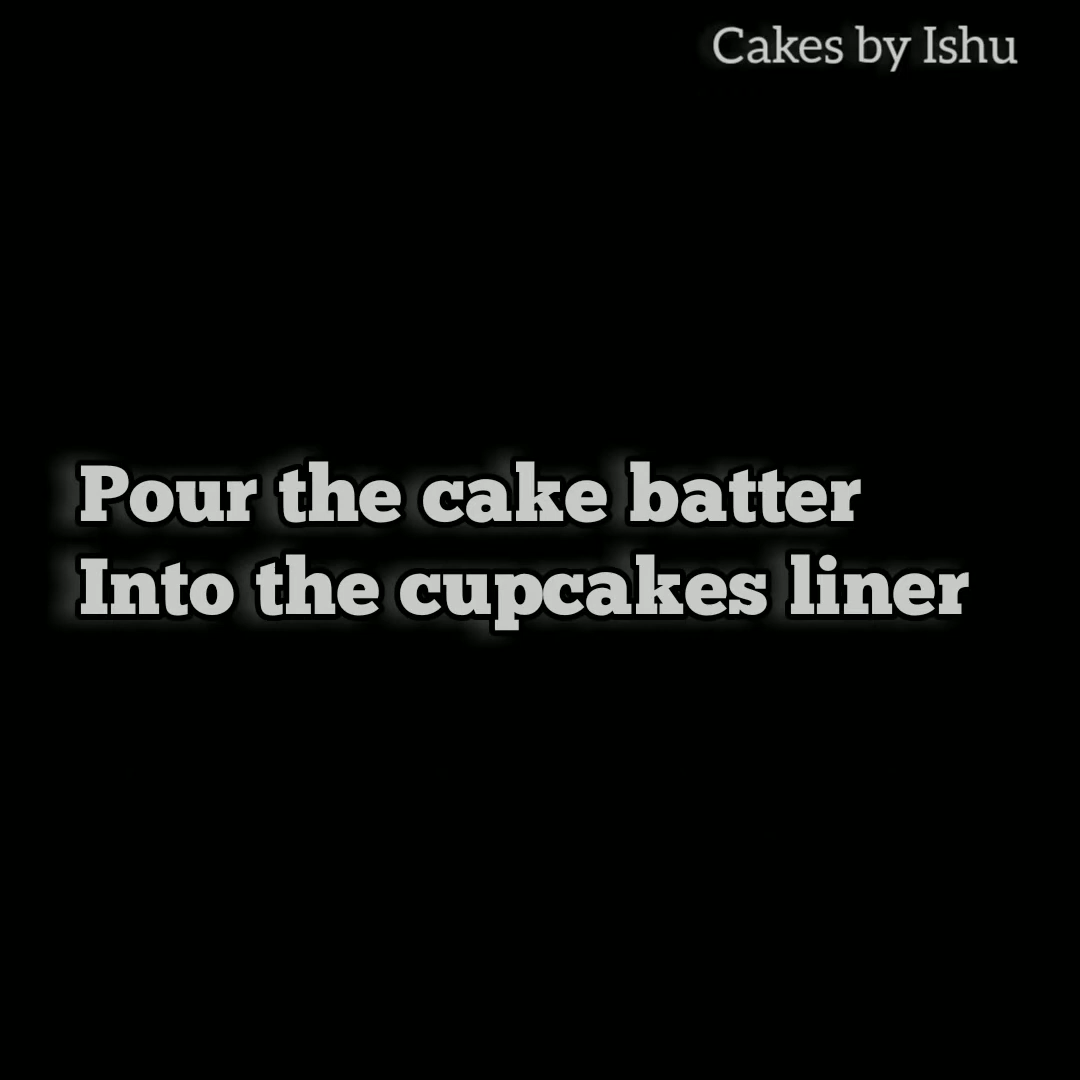 Cakes by Ishu
Pour the cake batter
Into the cupcakes liner